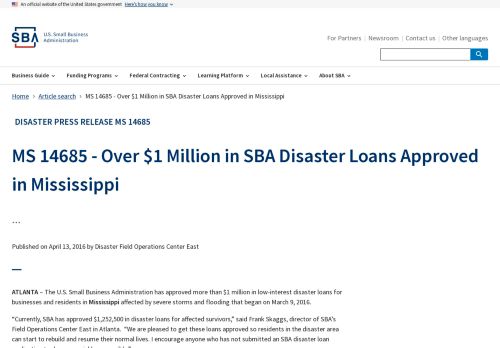 An official website of the United States government Here's how you know
SBA U.S. Small Business
Administration
For Partners | Newsroom | Contact us | Other languages
Business Guide Funding Programs Federal Contracting Learning Platform Local Assistance About SBA
Home Article search MS 14685 - Over $1 Million in SBA Disaster Loans Approved in Mississippi
DISASTER PRESS RELEASE MS 14685
MS 14685 - Over $1 Million in SBA Disaster Loans Approved
in Mississippi
...
Published on April 13, 2016 by Disaster Field Operations Center East
ATLANTA – The U.S. Small Business Administration has approved more than $1 million in low-interest disaster loans for
businesses and residents in Mississippi affected by severe storms and flooding that began on March 9, 2016.
"Currently, SBA has approved $1,252,500 in disaster loans for affected survivors," said Frank Skaggs, director of SBA's
Field Operations Center East in Atlanta. "We are pleased to get these loans approved so residents in the disaster area
can start to rebuild and resume their normal lives. I encourage anyone who has not submitted an SBA disaster loan